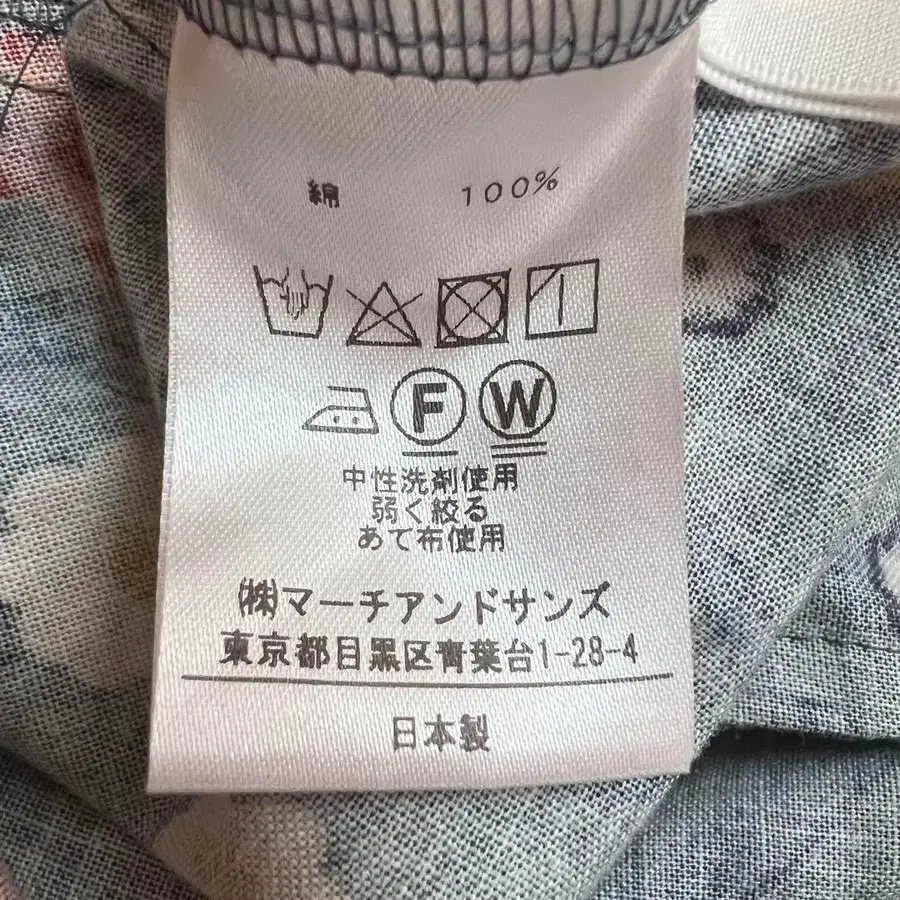 綿 100%
F W
中性洗剤使用
弱く絞る
あて布使用
㈱マーチアンドサンズ
東京都目黒区青葉台1-28-4
日本製